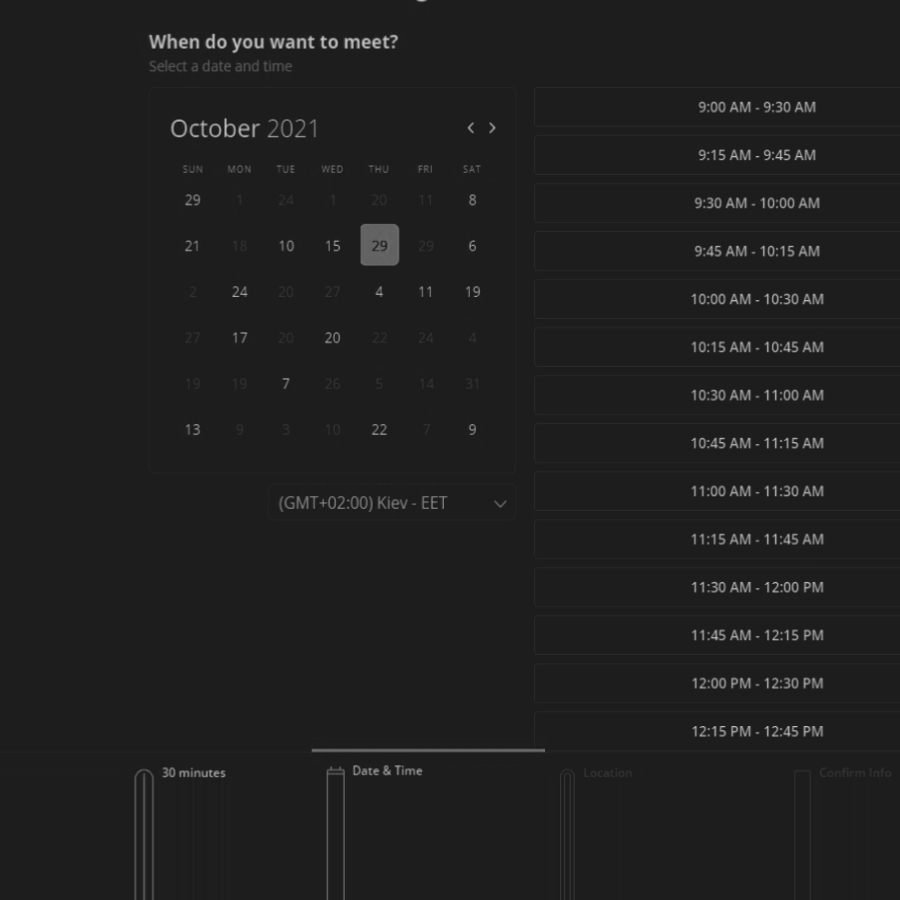 When do you want to meet?
Select a date and time
October 2021
SUN MON TUE WED THU FRI SAT
29 1 24 1 20 11 8
21 18 10 15 29 29 6
2 24 20 27 4 11 19
27 17 20 20 22 24 4
19 19 7 26 5 14 31
13 9 3 10 22 7 9
(GMT+02:00) Kiev - EET
9:00 AM - 9:30 AM
9:15 AM - 9:45 AM
9:30 AM - 10:00 AM
9:45 AM - 10:15 AM
10:00 AM - 10:30 AM
10:15 AM - 10:45 AM
10:30 AM - 11:00 AM
10:45 AM - 11:15 AM
11:00 AM - 11:30 AM
11:15 AM - 11:45 AM
11:30 AM - 12:00 PM
11:45 AM - 12:15 PM
12:00 PM - 12:30 PM
12:15 PM - 12:45 PM
30 minutes
Date & Time
Location
Confirm Info